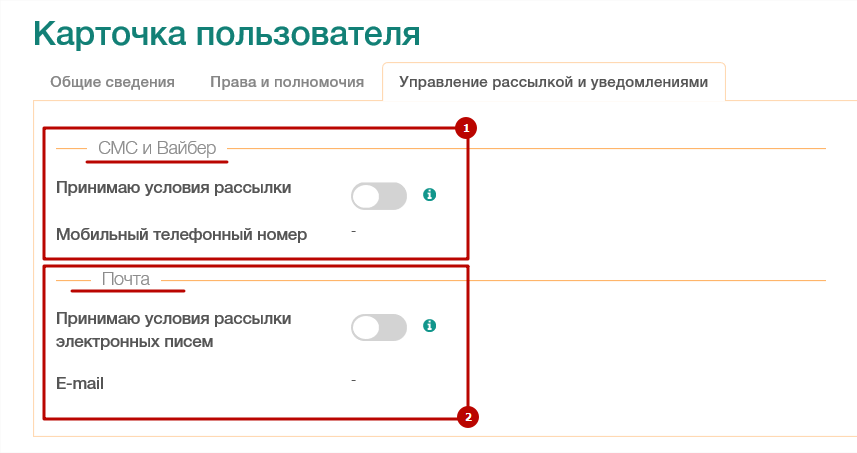 Карточка пользователя
Общие сведения Права и полномочия Управление рассылкой и уведомлениями
1
СМС и Вайбер
Принимаю условия рассылки
Мобильный телефонный номер -
Почта
Принимаю условия рассылки
электронных писем
E-mail -
2